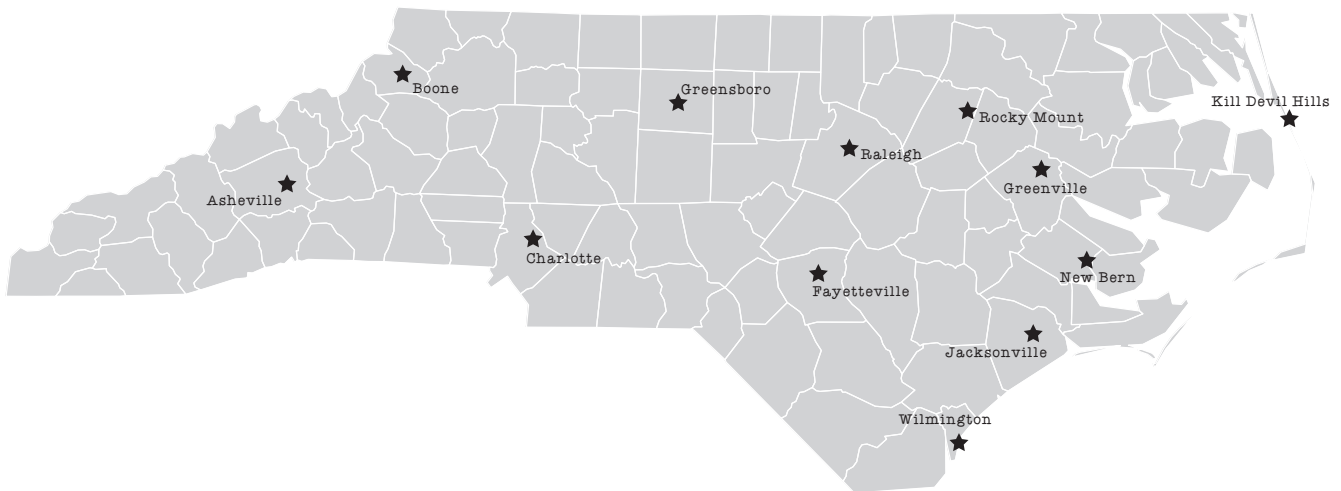 Boone
Greensboro
Kill Devil Hills
Rocky Mount
Raleigh
Greenville
Asheville
Charlotte
New Bern
Fayetteville
Jacksonville
Wilmington